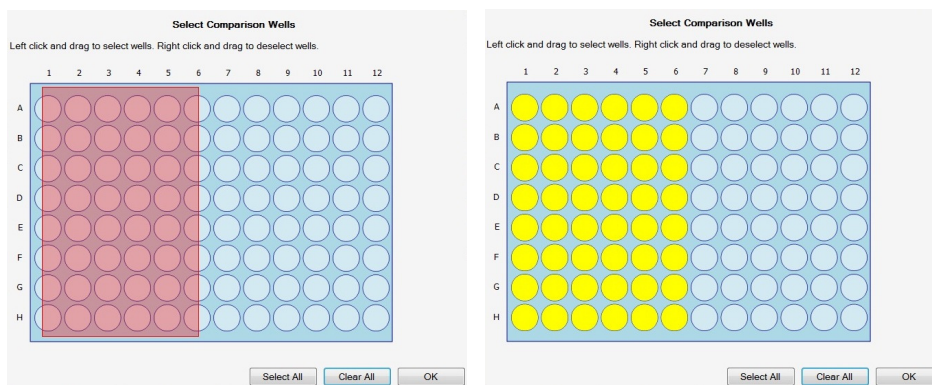 Select Comparison Wells
Left click and drag to select wells. Right click and drag to deselect wells.
1 2 3 4 5 6 7 8 9 10 11 12
A
B
C
D
E
F
G
H
Select All Clear All OK
Select Comparison Wells
Left click and drag to select wells. Right click and drag to deselect wells.
1 2 3 4 5 6 7 8 9 10 11 12
A
B
C
D
E
F
G
H
Select All Clear All OK